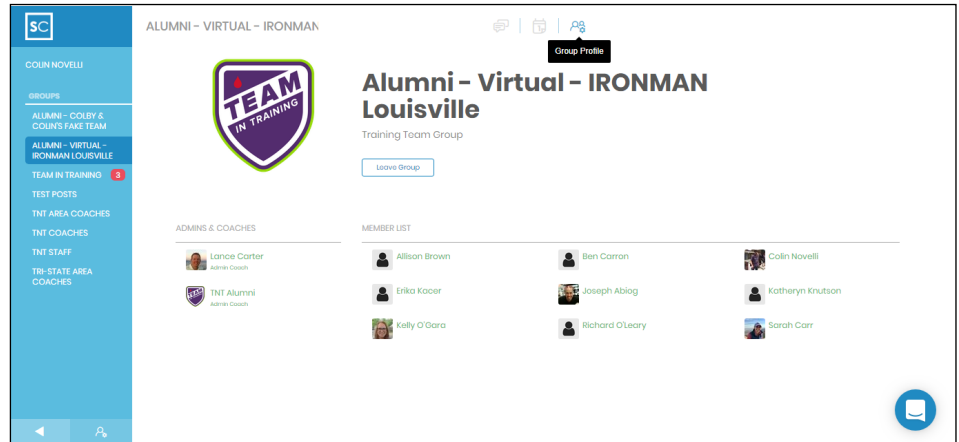 SC
ALUMNI - VIRTUAL - IRONMAN
Group Profile
COLIN NOVELLI
GROUPS
ALUMNI - COLBY &
COLIN'S FAKE TEAM
ALUMNI - VIRTUAL -
IRONMAN LOUISVILLE
TEAM IN TRAINING 3
TEST POSTS
TNT AREA COACHES
TNT COACHES
TNT STAFF
TRI-STATE AREA
COACHES
TEAM
IN TRAINING
Alumni - Virtual - IRONMAN
Louisville
Training Team Group
Leave Group
ADMINS & COACHES
Lance Carter
Admin Coach
TNT Alumni
Admin Coach
MEMBER LIST
Allison Brown
Ben Carron
Colin Novelli
Erika Kacer
Joseph Abiog
Katheryn Knutson
Kelly O'Gara
Richard O'Leary
Sarah Carr